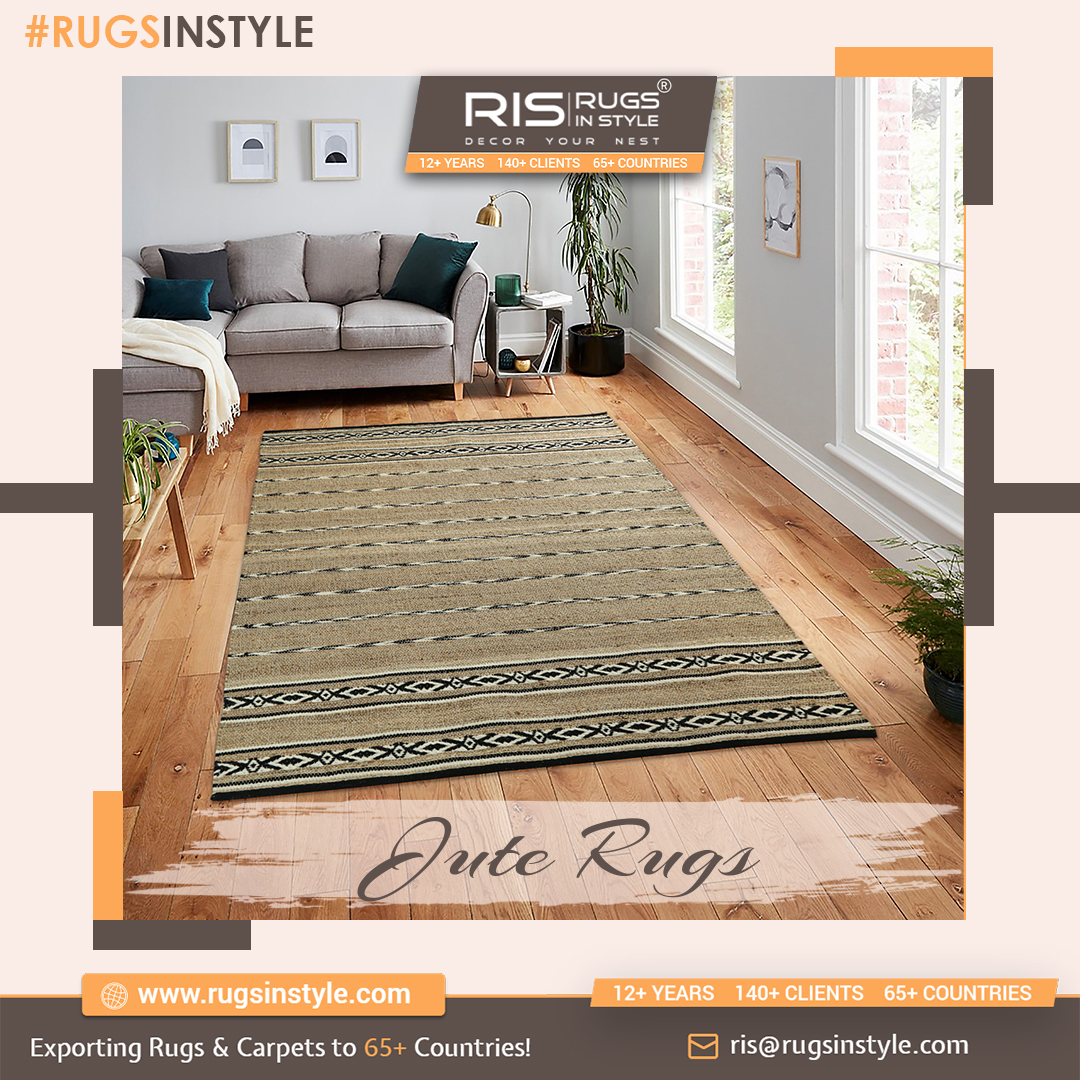 #RUGSINSTYLE
RIS | RUGS IN STYLE ®
DECOR YOUR NEST
12+ YEARS 140+ CLIENTS 65+ COUNTRIES
Jute Rugs
www.rugsinstyle.com
12+ YEARS 140+ CLIENTS 65+ COUNTRIES
Exporting Rugs & Carpets to 65+ Countries!
ris@rugsinstyle.com